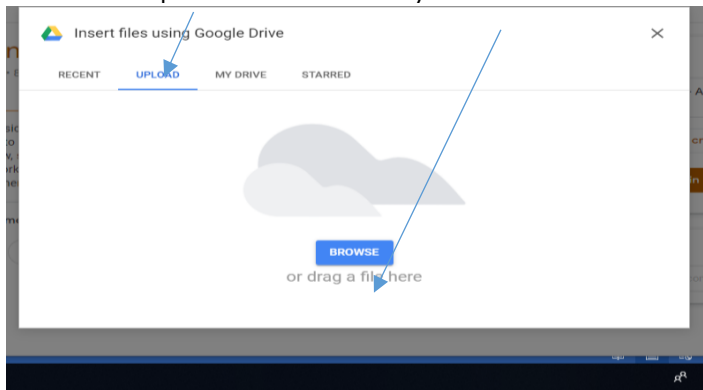 Insert files using Google Drive
RECENT UPLOAD MY DRIVE STARRED
BROWSE
or drag a file here